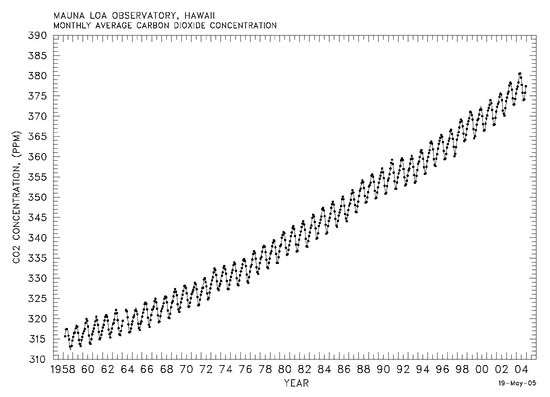 MAUNA LOA OBSERVATORY, HAWAII
MONTHLY AVERAGE CARBON DIOXIDE CONCENTRATION
390
385
380
375
370
365
360
355
350
345
340
335
330
325
320
315
310
CO2 CONCENTRATION, (PPM)
1958 60 62 64 66 68 70 72 74 76 78 80 82 84 86 88 90 92 94 96 98 00 02 04
YEAR
19-May-05